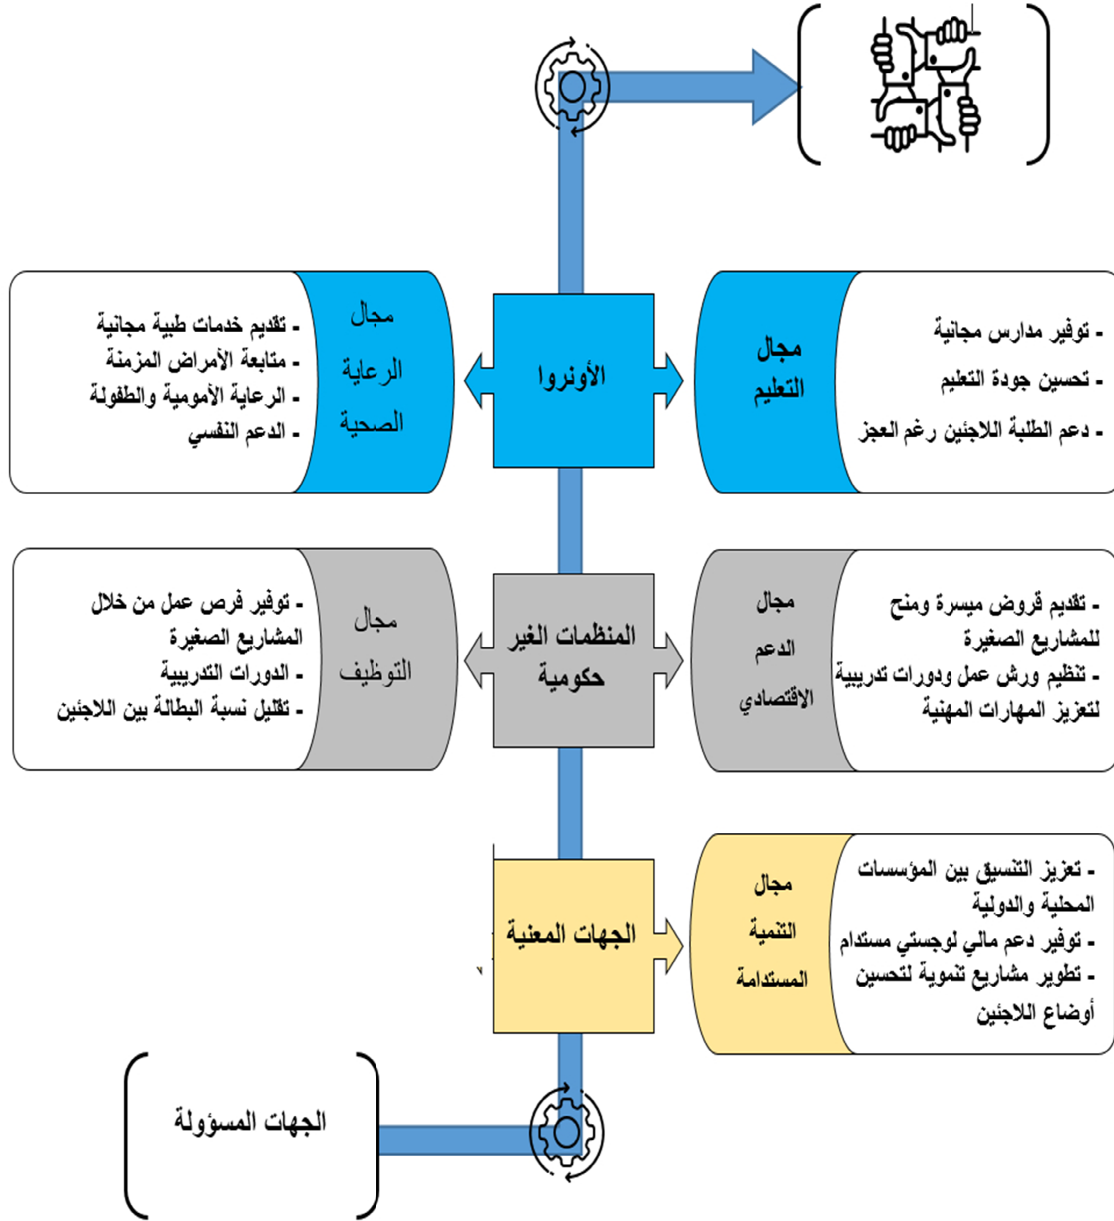 مجال
التعليم
- توفير مدارس مجانية
- تحسين جودة التعليم
- دعم الطلبة اللاجئين رغم العجز
الأونروا
مجال
الرعاية
الصحية
- تقديم خدمات طبية مجانية
- متابعة الأمراض المزمنة
- الرعاية الأمومية والطفولة
- الدعم النفسي
مجال
الدعم
الاقتصادي
- تقديم قروض ميسرة ومنح
للمشاريع الصغيرة
- تنظيم ورش عمل ودورات تدريبية
لتعزيز المهارات المهنية
المنظمات الغير
حكومية
مجال
التوظيف
- توفير فرص عمل من خلال
المشاريع الصغيرة
- الدورات التدريبية
- تقليل نسبة البطالة بين اللاجئين
مجال
التنمية
المستدامة
- تعزيز التنسيق بين المؤسسات
المحلية والدولية
- توفير دعم مالي لوجستي مستدام
- تطوير مشاريع تنموية لتحسين
أوضاع اللاجئين
الجهات المعنية
الجهات المسؤولة